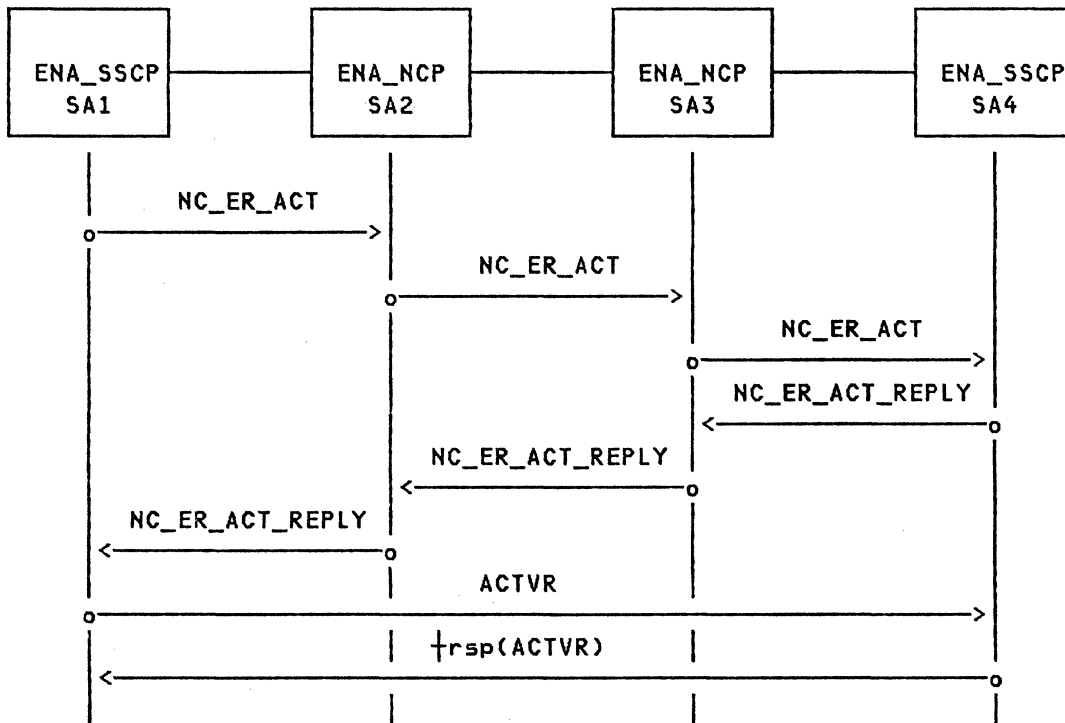 ENA_SSCP
SA1
ENA_NCP
SA2
ENA_NCP
SA3
ENA_SSCP
SA4
NC_ER_ACT
NC_ER_ACT
NC_ER_ACT
NC_ER_ACT_REPLY
NC_ER_ACT_REPLY
NC_ER_ACT_REPLY
ACTVR
+rsp(ACTVR)